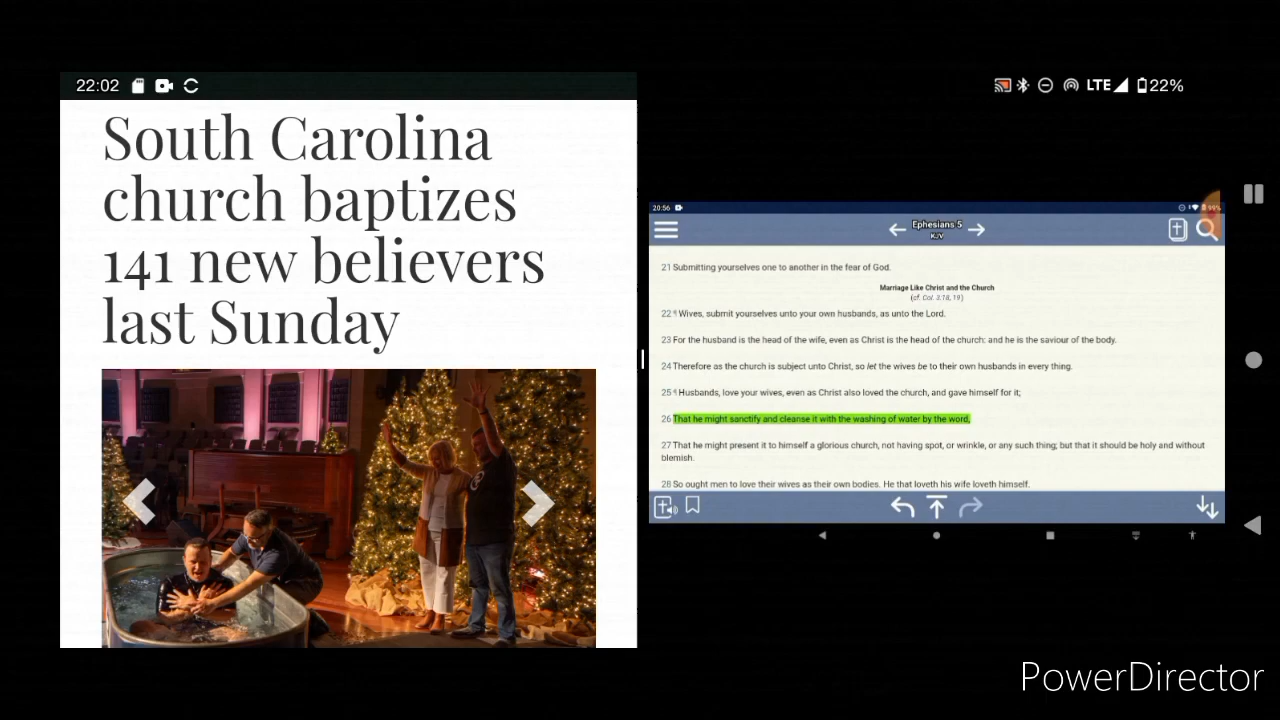 22:02
LTE 22%
South Carolina
church baptizes
141 new believers
last Sunday
20:56
99%
Ephesians 5
KJV
21 Submitting yourselves one to another in the fear of God.
Marriage Like Christ and the Church
(cf. Col. 3:18, 19)
22 ¶ Wives, submit yourselves unto your own husbands, as unto the Lord.
23 For the husband is the head of the wife, even as Christ is the head of the church: and he is the saviour of the body.
24 Therefore as the church is subject unto Christ, so let the wives be to their own husbands in every thing.
25 ¶ Husbands, love your wives, even as Christ also loved the church, and gave himself for it;
26 That he might sanctify and cleanse it with the washing of water by the word,
27 That he might present it to himself a glorious church, not having spot, or wrinkle, or any such thing; but that it should be holy and without
blemish.
28 So ought men to love their wives as their own bodies. He that loveth his wife loveth himself.
PowerDirector